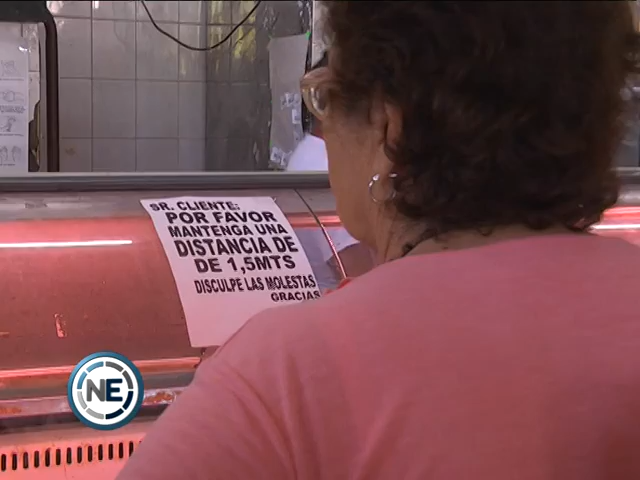 SR. CLIENTE:
POR FAVOR
MANTENGA UNA
DISTANCIA DE
DE 1,5MTS
DISCULPE LAS MOLESTAS
GRACIAS
NE